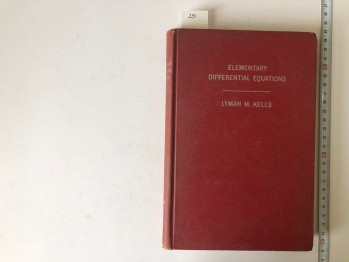 ELEMENTARY
DIFFERENTIAL EQUATIONS
LYMAN M. KELLS